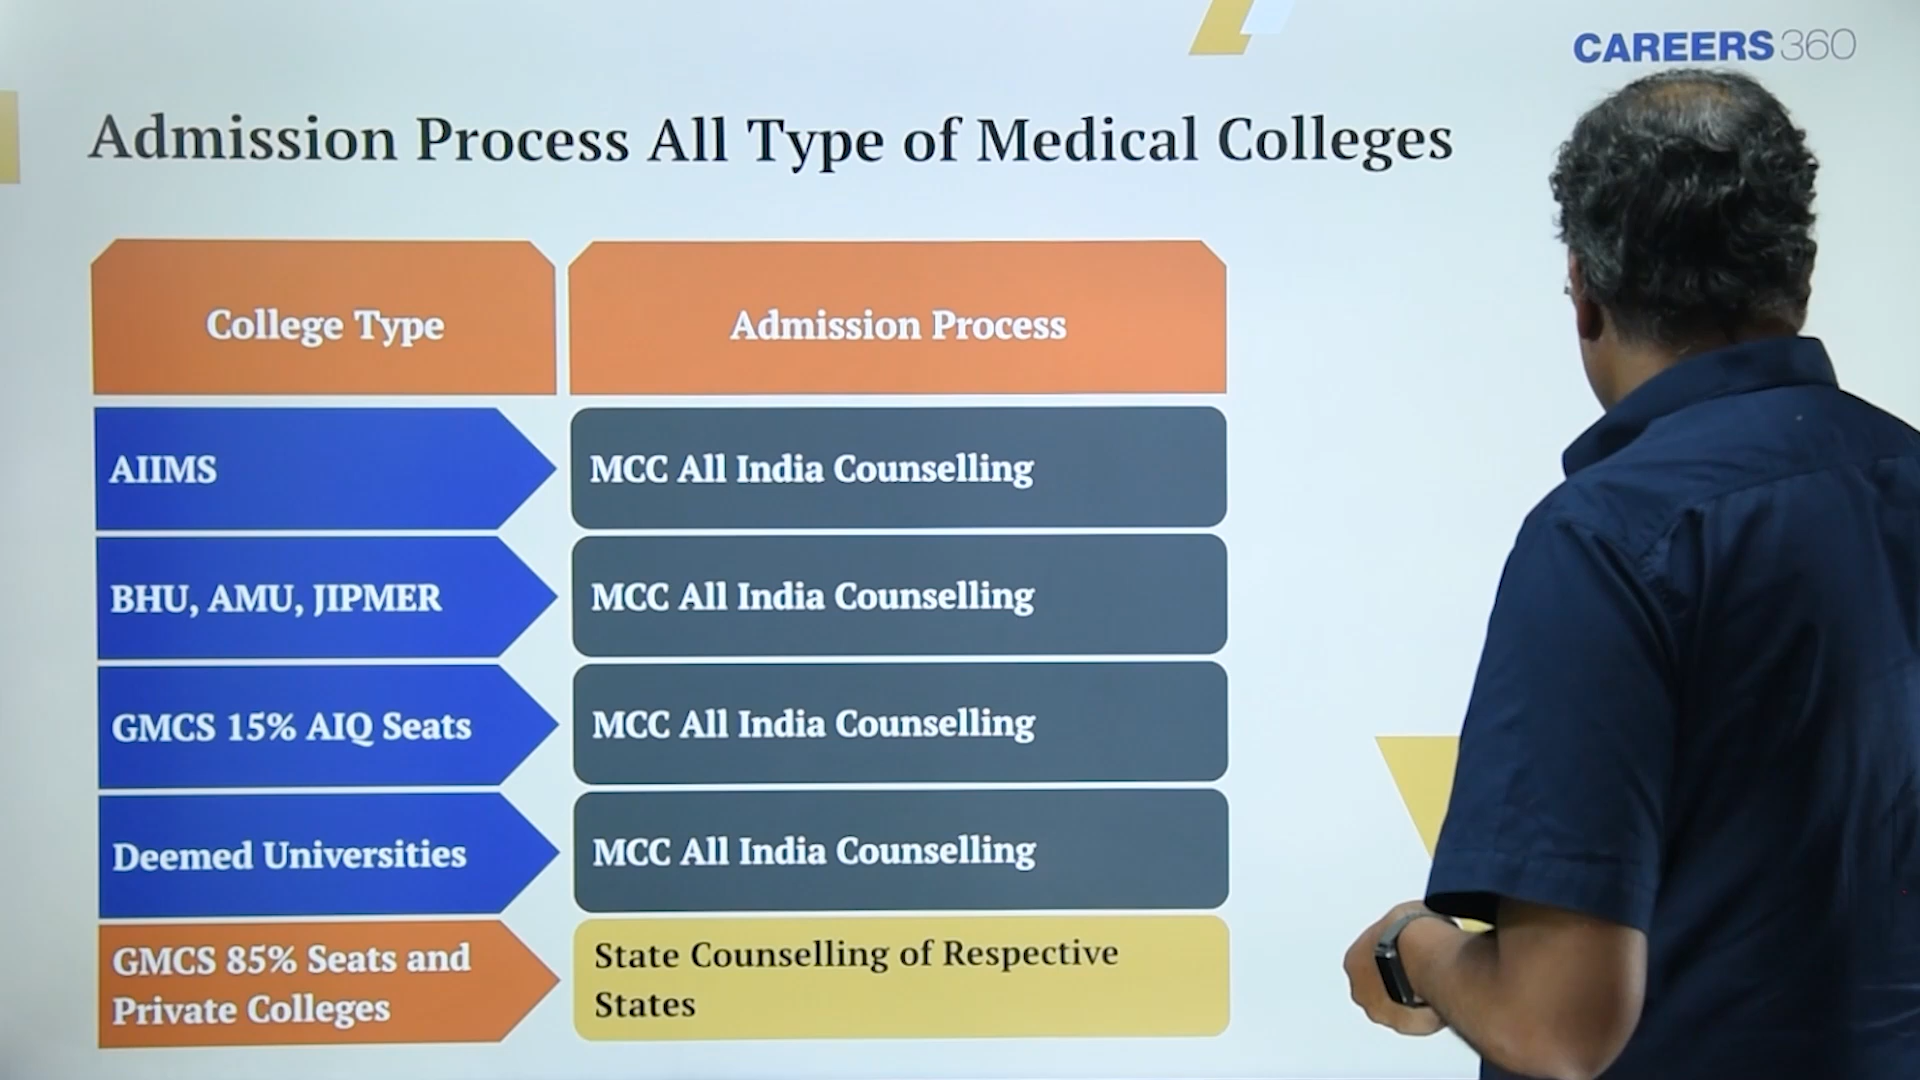 CAREERS360
Admission Process All Type of Medical Colleges
College Type
Admission Process
AIIMS
MCC All India Counselling
BHU, AMU, JIPMER
MCC All India Counselling
GMCS 15% AIQ Seats
MCC All India Counselling
Deemed Universities
MCC All India Counselling
GMCS 85% Seats and
Private Colleges
State Counselling of Respective
States